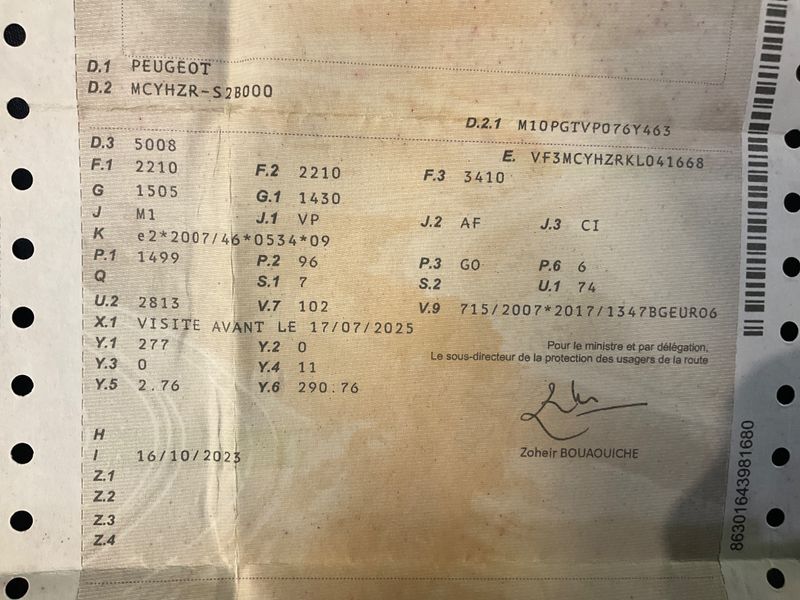 D.1 PEUGEOT
D.2 MCYHZR-S2B000
D.2.1 M10PGTVP076Y463
D.3 5008
E. VF3MCYHZRKL041668
F.1 2210 F.2 2210 F.3 3410
G 1505 G.1 1430
J M1 J.1 VP J.2 AF J.3 CI
K e2*2007/46*0534*09
P.1 1499 P.2 96 P.3 GO P.6 6
Q S.1 7 S.2 U.1 74
U.2 2813 V.7 102 V.9 715/2007*2017/1347BGEURO6
X.1 VISITE AVANT LE 17/07/2025
Y.1 277 Y.2 0
Y.3 0 Y.4 11
Y.5 2.76 Y.6 290.76
Pour le ministre et par délégation,
Le sous-directeur de la protection des usagers de la route
Zoheir BOUAOUICHE
H
I 16/10/2023
Z.1
Z.2
Z.3
Z.4
86301643981680